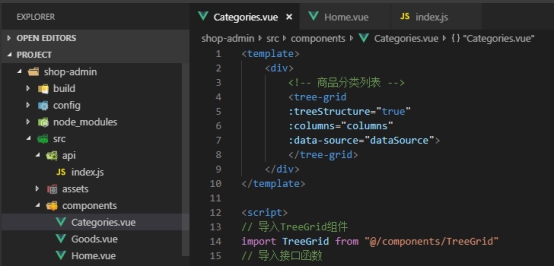 EXPLORER
OPEN EDITORS
PROJECT
shop-admin
build
config
node_modules
src
api
JS index.js
assets
components
Categories.vue
Goods.vue
Home.vue
Categories.vue ×
Home.vue
JS index.js
shop-admin › src › components › Categories.vue › {} "Categories.vue"
1 <template>
2 <div>
3 <!-- 商品分类列表 -->
4 <tree-grid
5 :treeStructure="true"
6 :columns="columns"
7 :data-source="dataSource">
8 </tree-grid>
9 </div>
10 </template>
11
12 <script>
13 // 导入TreeGrid组件
14 import TreeGrid from "@/components/TreeGrid"
15 // 导入接口函数